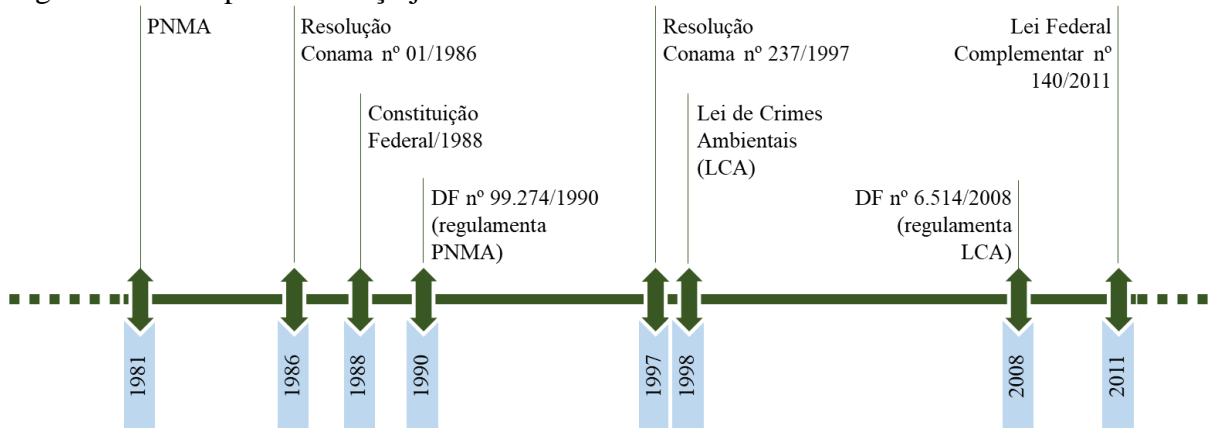 PNMA
Resolução
Conama nº 01/1986
Constituição
Federal/1988
DF nº 99.274/1990
(regulamenta
PNMA)
Resolução
Conama nº 237/1997
Lei de Crimes
Ambientais
(LCA)
DF nº 6.514/2008
(regulamenta
LCA)
Lei Federal
Complementar nº
140/2011
1981
1986
1988
1990
1997
1998
2008
2011